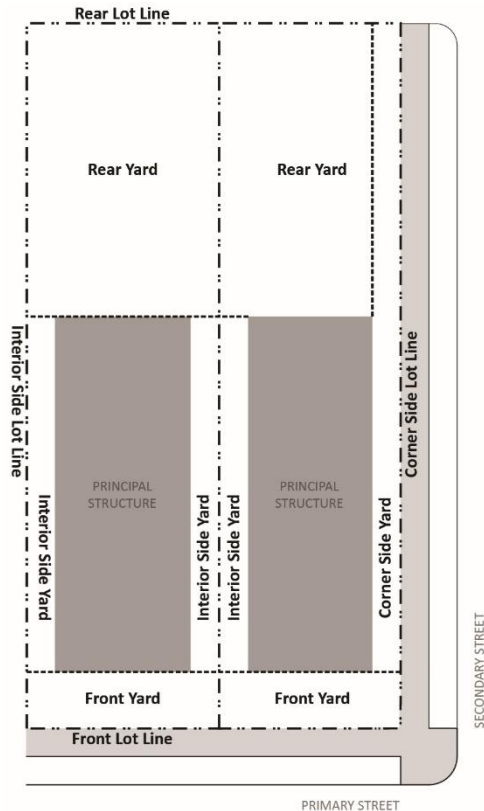 Rear Lot Line
Rear Yard
Rear Yard
Interior Side Lot Line
Corner Side Lot Line
PRINCIPAL
STRUCTURE
PRINCIPAL
STRUCTURE
Interior Side Yard
Interior Side Yard
Interior Side Yard
Corner Side Yard
Front Yard
Front Yard
Front Lot Line
SECONDARY STREET
PRIMARY STREET